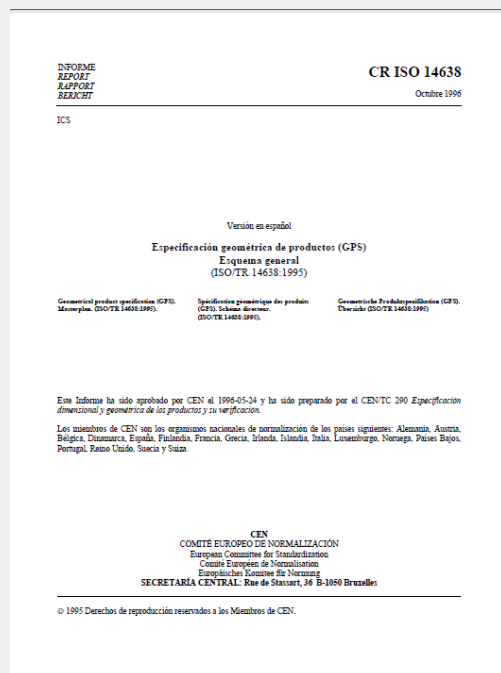 INFORME
REPORT
RAPPORT
BERICHT
CR ISO 14638
Octubre 1996
ICS
Versión en español
Especificación geométrica de productos (GPS)
Esquema general
(ISO/TR 14638:1995)
Geometrical product specification (GPS).
Masterplan. (ISO/TR 14638:1995).
Spécification géométrique des produits
(GPS). Schéma directeur.
(ISO/TR 14638:1995).
Geometrische Produktspezifikation (GPS).
Übersicht (ISO/TR 14638:1995)
Este Informe ha sido aprobado por CEN el 1996-05-24 y ha sido preparado por el CEN/TC 290 Especificación
dimensional y geométrica de los productos y su verificación.
Los miembros de CEN son los organismos nacionales de normalización de los países siguientes: Alemania, Austria,
Bélgica, Dinamarca, España, Finlandia, Francia, Grecia, Irlanda, Islandia, Italia, Luxemburgo, Noruega, Países Bajos,
Portugal, Reino Unido, Suecia y Suiza.
CEN
COMITÉ EUROPEO DE NORMALIZACIÓN
European Committee for Standardization
Comité Européen de Normalisation
Europäisches Komitee für Normung
SECRETARÍA CENTRAL: Rue de Stassart, 36 B-1050 Bruxelles
© 1995 Derechos de reproducción reservados a los Miembros de CEN.